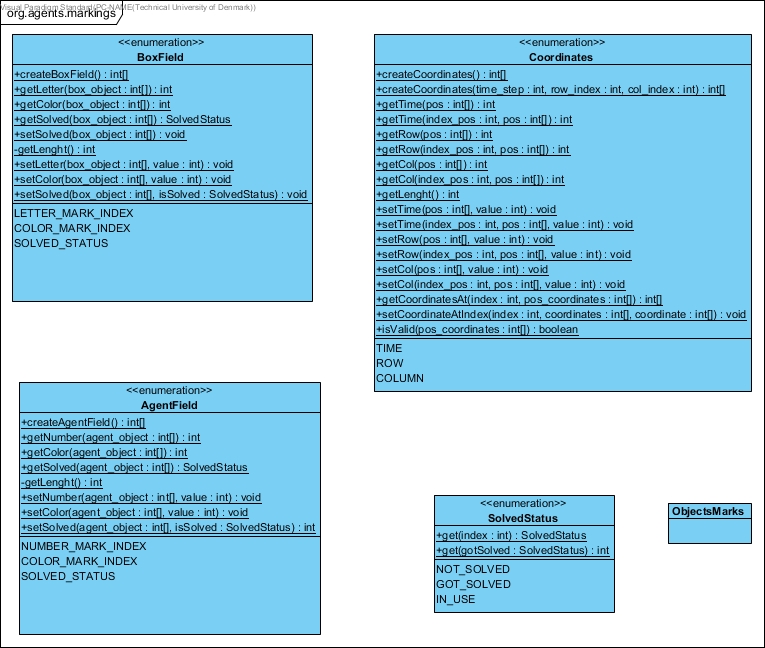 Visual Paradigm Standard(PC-NAME(Technical University of Denmark))
org.agents.markings
<<enumeration>>
BoxField
+createBoxField() : int[]
+getLetter(box_object : int[]) : int
+getColor(box_object : int[]) : int
+getSolved(box_object : int[]) : SolvedStatus
+setSolved(box_object : int[]) : void
-getLenght() : int
+setLetter(box_object : int[], value : int) : void
+setColor(box_object : int[], value : int) : void
+setSolved(box_object : int[], isSolved : SolvedStatus) : void
LETTER_MARK_INDEX
COLOR_MARK_INDEX
SOLVED_STATUS
<<enumeration>>
Coordinates
+createCoordinates() : int[]
+createCoordinates(time_step : int, row_index : int, col_index : int) : int[]
+getTime(pos : int[]) : int
+getTime(index_pos : int, pos : int[]) : int
+getRow(pos : int[]) : int
+getRow(index_pos : int, pos : int[]) : int
+getCol(pos : int[]) : int
+getCol(index_pos : int, pos : int[]) : int
+getLenght() : int
+setTime(pos : int[], value : int) : void
+setTime(index_pos : int, pos : int[], value : int) : void
+setRow(pos : int[], value : int) : void
+setRow(index_pos : int, pos : int[], value : int) : void
+setCol(pos : int[], value : int) : void
+setCol(index_pos : int, pos : int[], value : int) : void
+getCoordinatesAt(index : int, pos_coordinates : int[]) : int[]
+setCoordinateAtIndex(index : int, coordinates : int[], coordinate : int[]) : void
+isValid(pos_coordinates : int[]) : boolean
TIME
ROW
COLUMN
<<enumeration>>
AgentField
+createAgentField() : int[]
+getNumber(agent_object : int[]) : int
+getColor(agent_object : int[]) : int
+getSolved(agent_object : int[]) : SolvedStatus
-getLenght() : int
+setNumber(agent_object : int[], value : int) : void
+setColor(agent_object : int[], value : int) : void
+setSolved(agent_object : int[], isSolved : SolvedStatus) : int
NUMBER_MARK_INDEX
COLOR_MARK_INDEX
SOLVED_STATUS
<<enumeration>>
SolvedStatus
+get(index : int) : SolvedStatus
+get(gotSolved : SolvedStatus) : int
NOT_SOLVED
GOT_SOLVED
IN_USE
ObjectsMarks